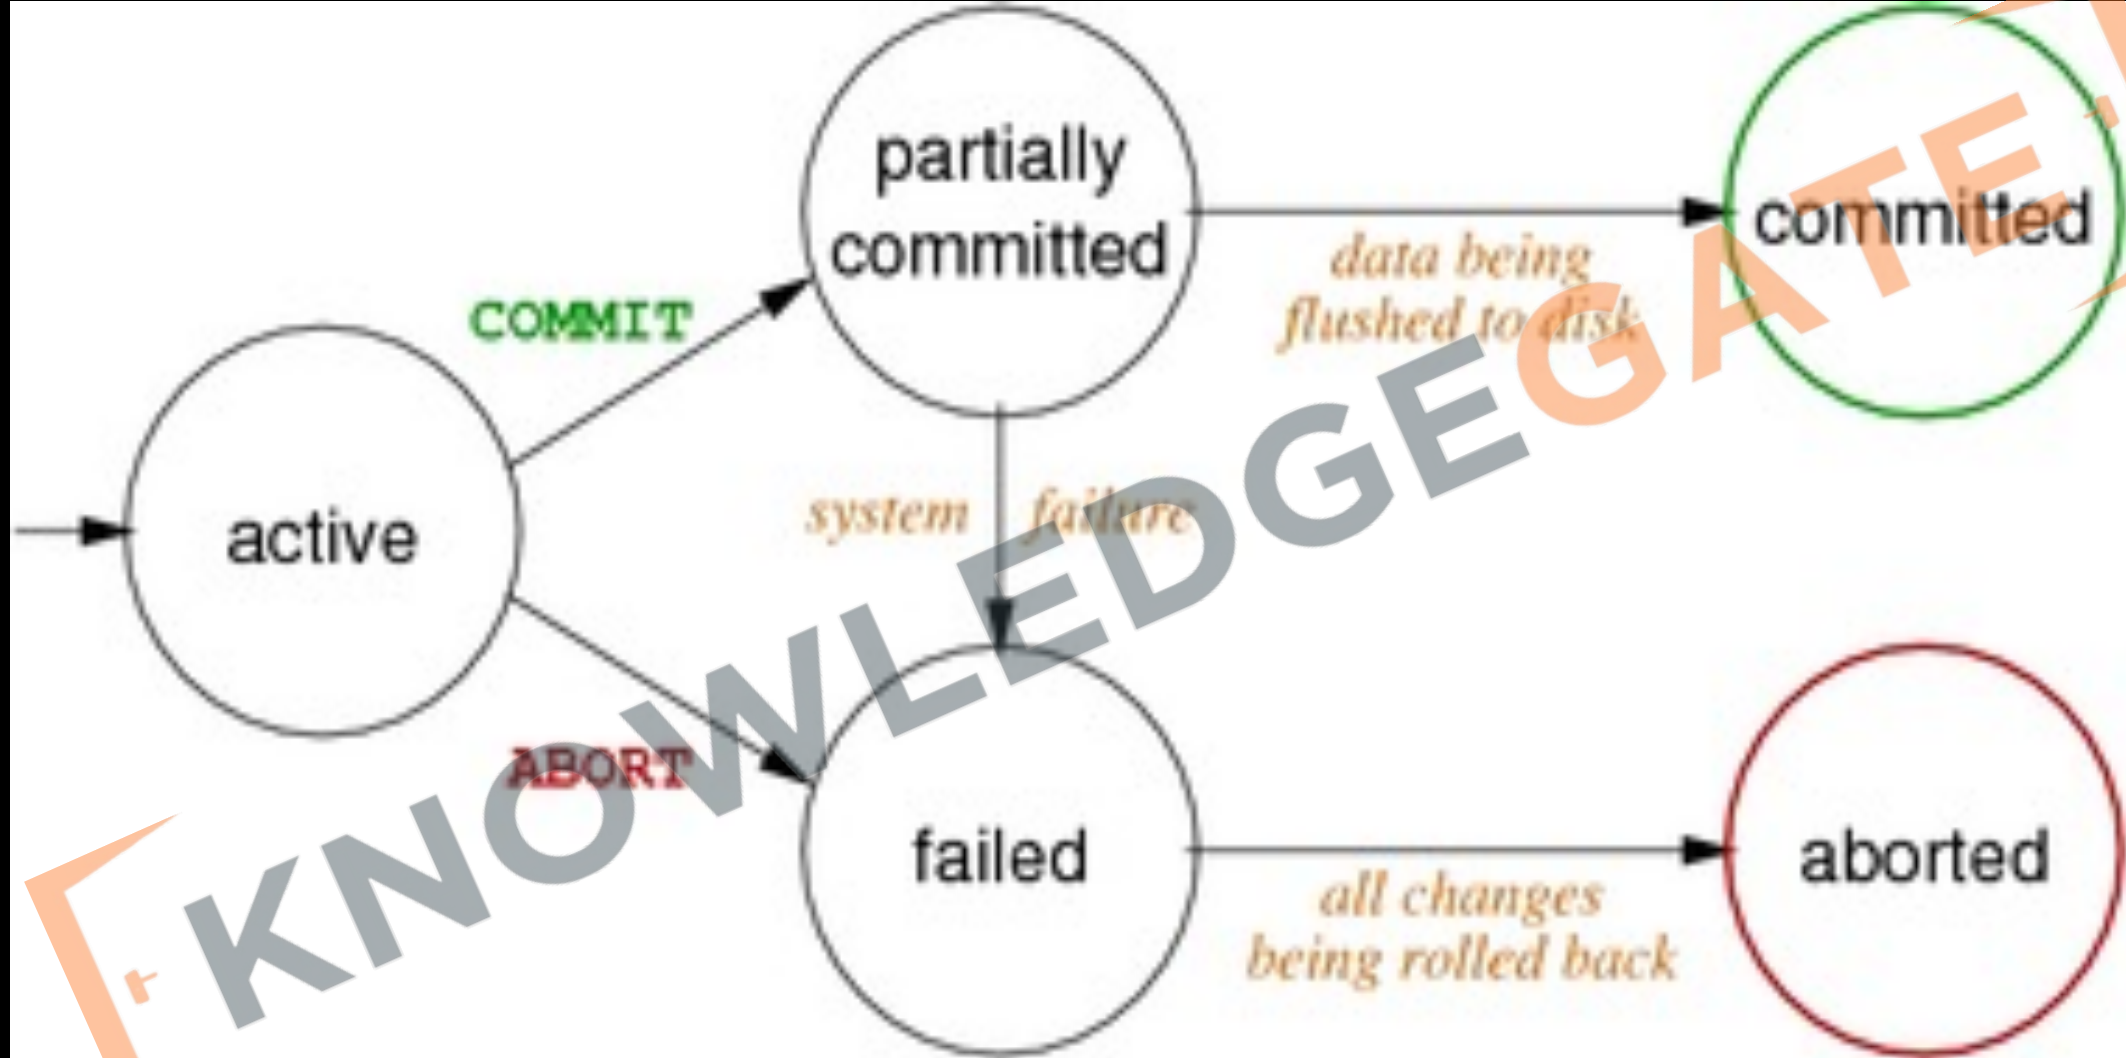 partially
committed
committed
data being
flushed to disk
COMMIT
active
system failure
ABORT
failed
aborted
all changes
being rolled back
KNOWLEDGEGATE